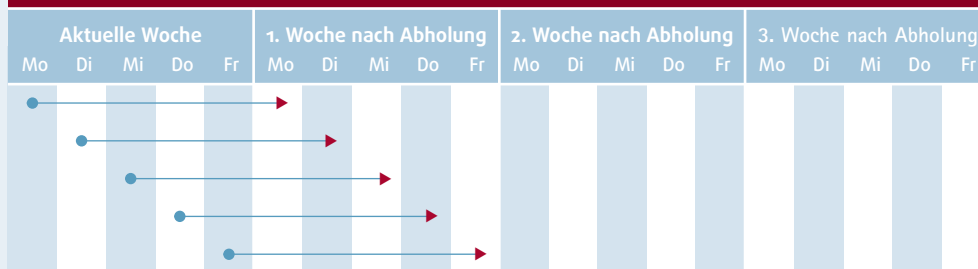 Aktuelle Woche 1. Woche nach Abholung 2. Woche nach Abholung 3. Woche nach Abholung
Mo Di Mi Do Fr Mo Di Mi Do Fr Mo Di Mi Do Fr Mo Di Mi Do Fr